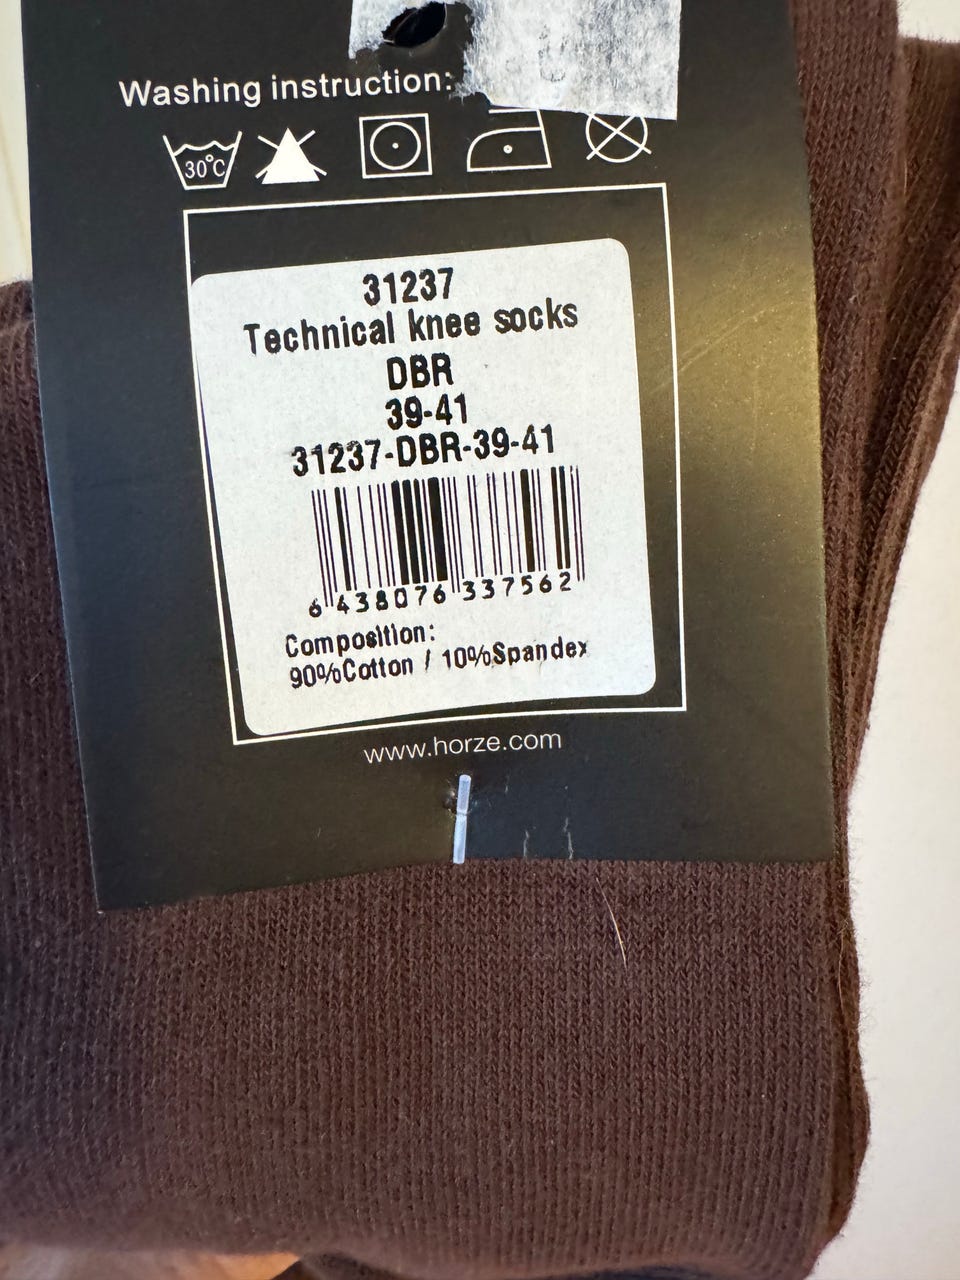 Washing instruction:
30°C
31237
Technical knee socks
DBR
39-41
31237-DBR-39-41
6 438076 337562
Composition:
90%Cotton / 10%Spandex
www.horze.com